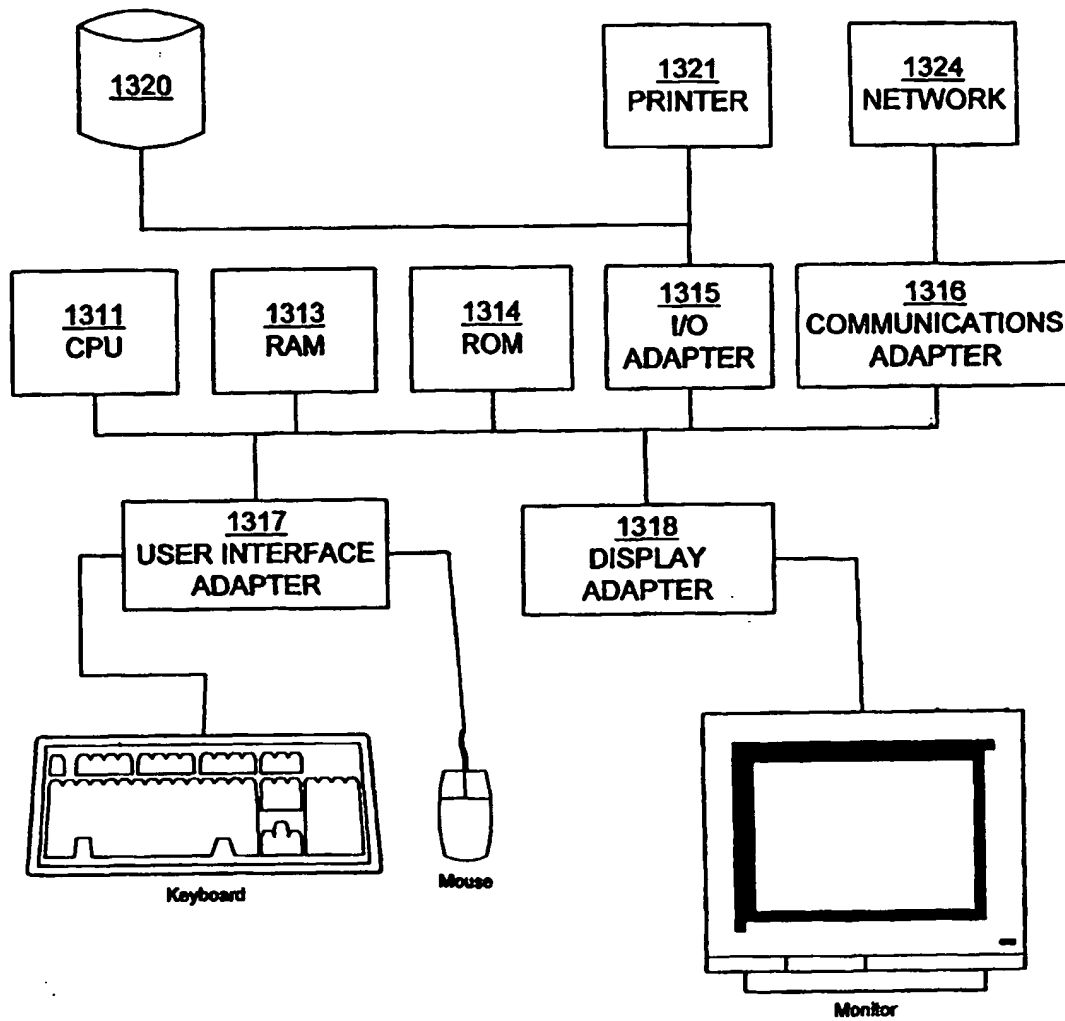 1320
1321
PRINTER
1324
NETWORK
1311
CPU
1313
RAM
1314
ROM
1315
I/O
ADAPTER
1316
COMMUNICATIONS
ADAPTER
1317
USER INTERFACE
ADAPTER
1318
DISPLAY
ADAPTER
Keyboard
Mouse
Monitor